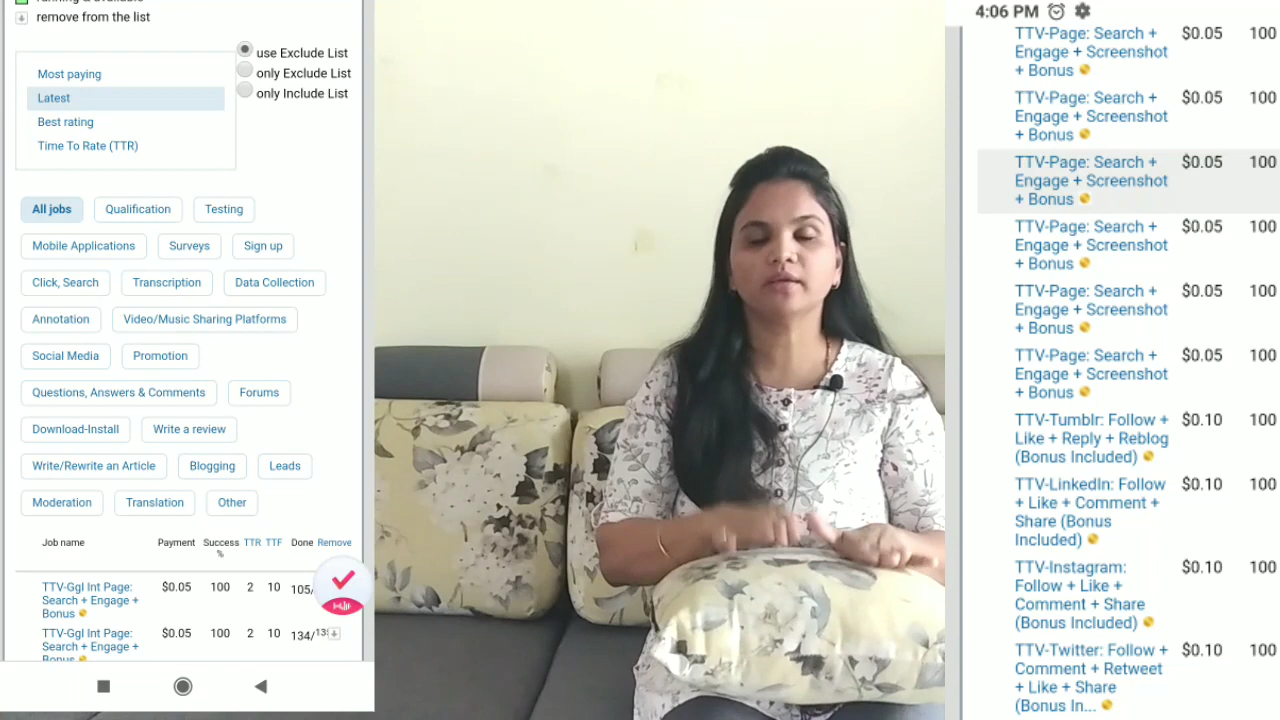 remove from the list
use Exclude List
only Exclude List
only Include List
Most paying
Latest
Best rating
Time To Rate (TTR)
All jobs
Qualification
Testing
Mobile Applications
Surveys
Sign up
Click, Search
Transcription
Data Collection
Annotation
Video/Music Sharing Platforms
Social Media
Promotion
Questions, Answers & Comments
Forums
Download-Install
Write a review
Write/Rewrite an Article
Blogging
Leads
Moderation
Translation
Other
Job name Payment Success % TTR TTF Done Remove
TTV-Ggl Int Page: $0.05 100 2 10 105/
Search + Engage +
Bonus
TTV-Ggl Int Page: $0.05 100 2 10 134/
Search + Engage +
Bonus
4:06 PM
TTV-Page: Search + $0.05 100
Engage + Screenshot
+ Bonus
TTV-Page: Search + $0.05 100
Engage + Screenshot
+ Bonus
TTV-Page: Search + $0.05 100
Engage + Screenshot
+ Bonus
TTV-Page: Search + $0.05 100
Engage + Screenshot
+ Bonus
TTV-Page: Search + $0.05 100
Engage + Screenshot
+ Bonus
TTV-Page: Search + $0.05 100
Engage + Screenshot
+ Bonus
TTV-Tumblr: Follow + $0.10 100
Like + Reply + Reblog
(Bonus Included)
TTV-LinkedIn: Follow $0.10 100
+ Like + Comment +
Share (Bonus
Included)
TTV-Instagram: $0.10 100
Follow + Like +
Comment + Share
(Bonus Included)
TTV-Twitter: Follow + $0.10 100
Comment + Retweet
+ Like + Share
(Bonus In...